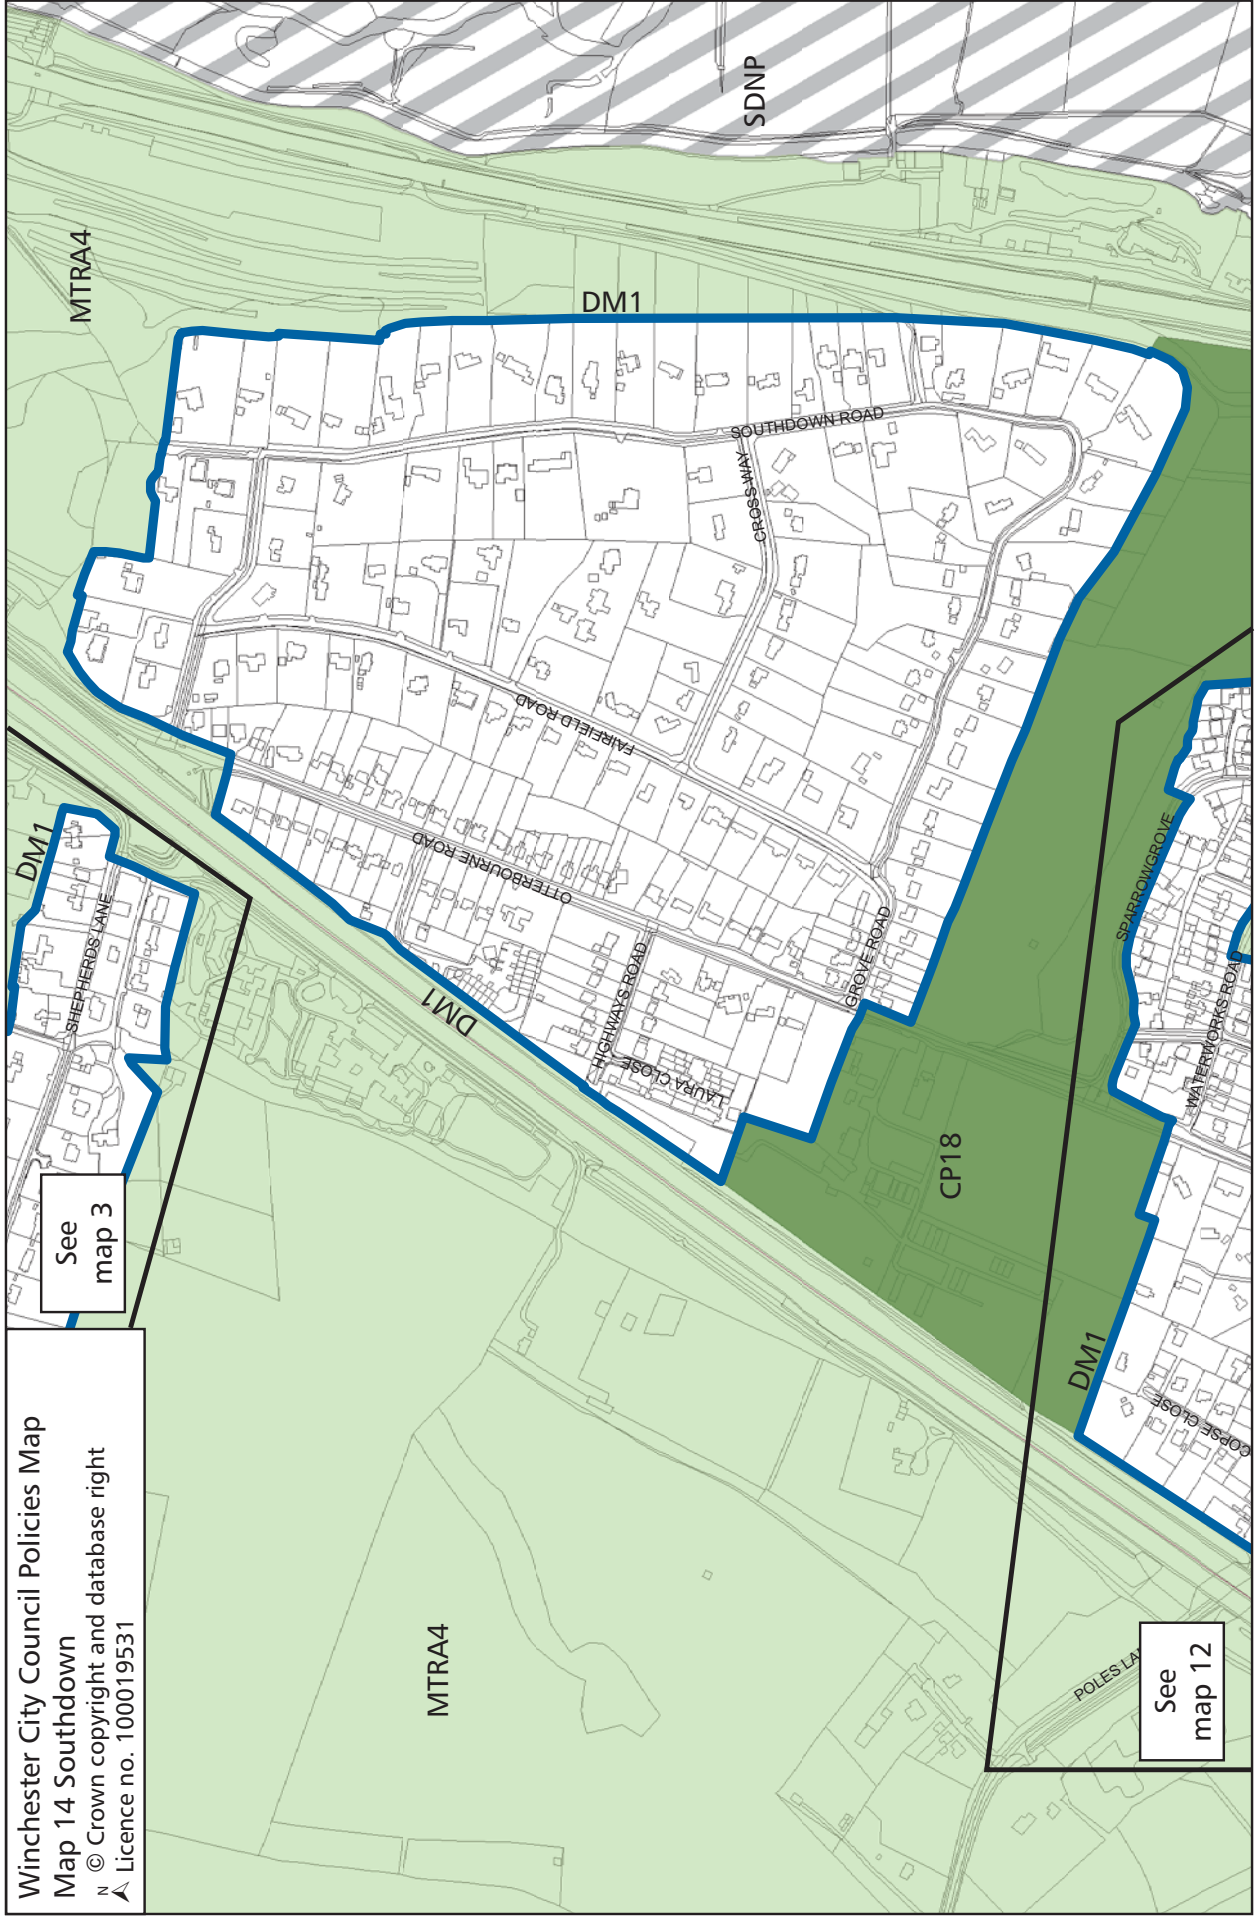 Winchester City Council Policies Map
Map 14 Southdown
N © Crown copyright and database right
Licence no. 100019531
See
map 3
SHEPHERDS LANE
DM1
MTRA4
MTRA4
DM1
OTTERBOURNE ROAD
FAIRFIELD ROAD
HIGHWAYS ROAD
LAURA CLOSE
DM1
SOUTHDOWN ROAD
CROSS WAY
SDNP
GROVE ROAD
CP18
DM1
SPARROWGROVE
WATERWORKS ROAD
COPSE CLOSE
POLES LA
See
map 12